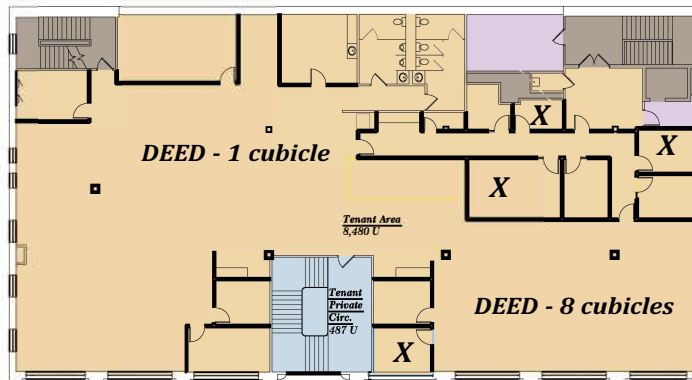 X
DEED - 1 cubicle
X
X
Tenant Area
8,480 U
Tenant
Private
Circ.
487 U
DEED - 8 cubicles
X